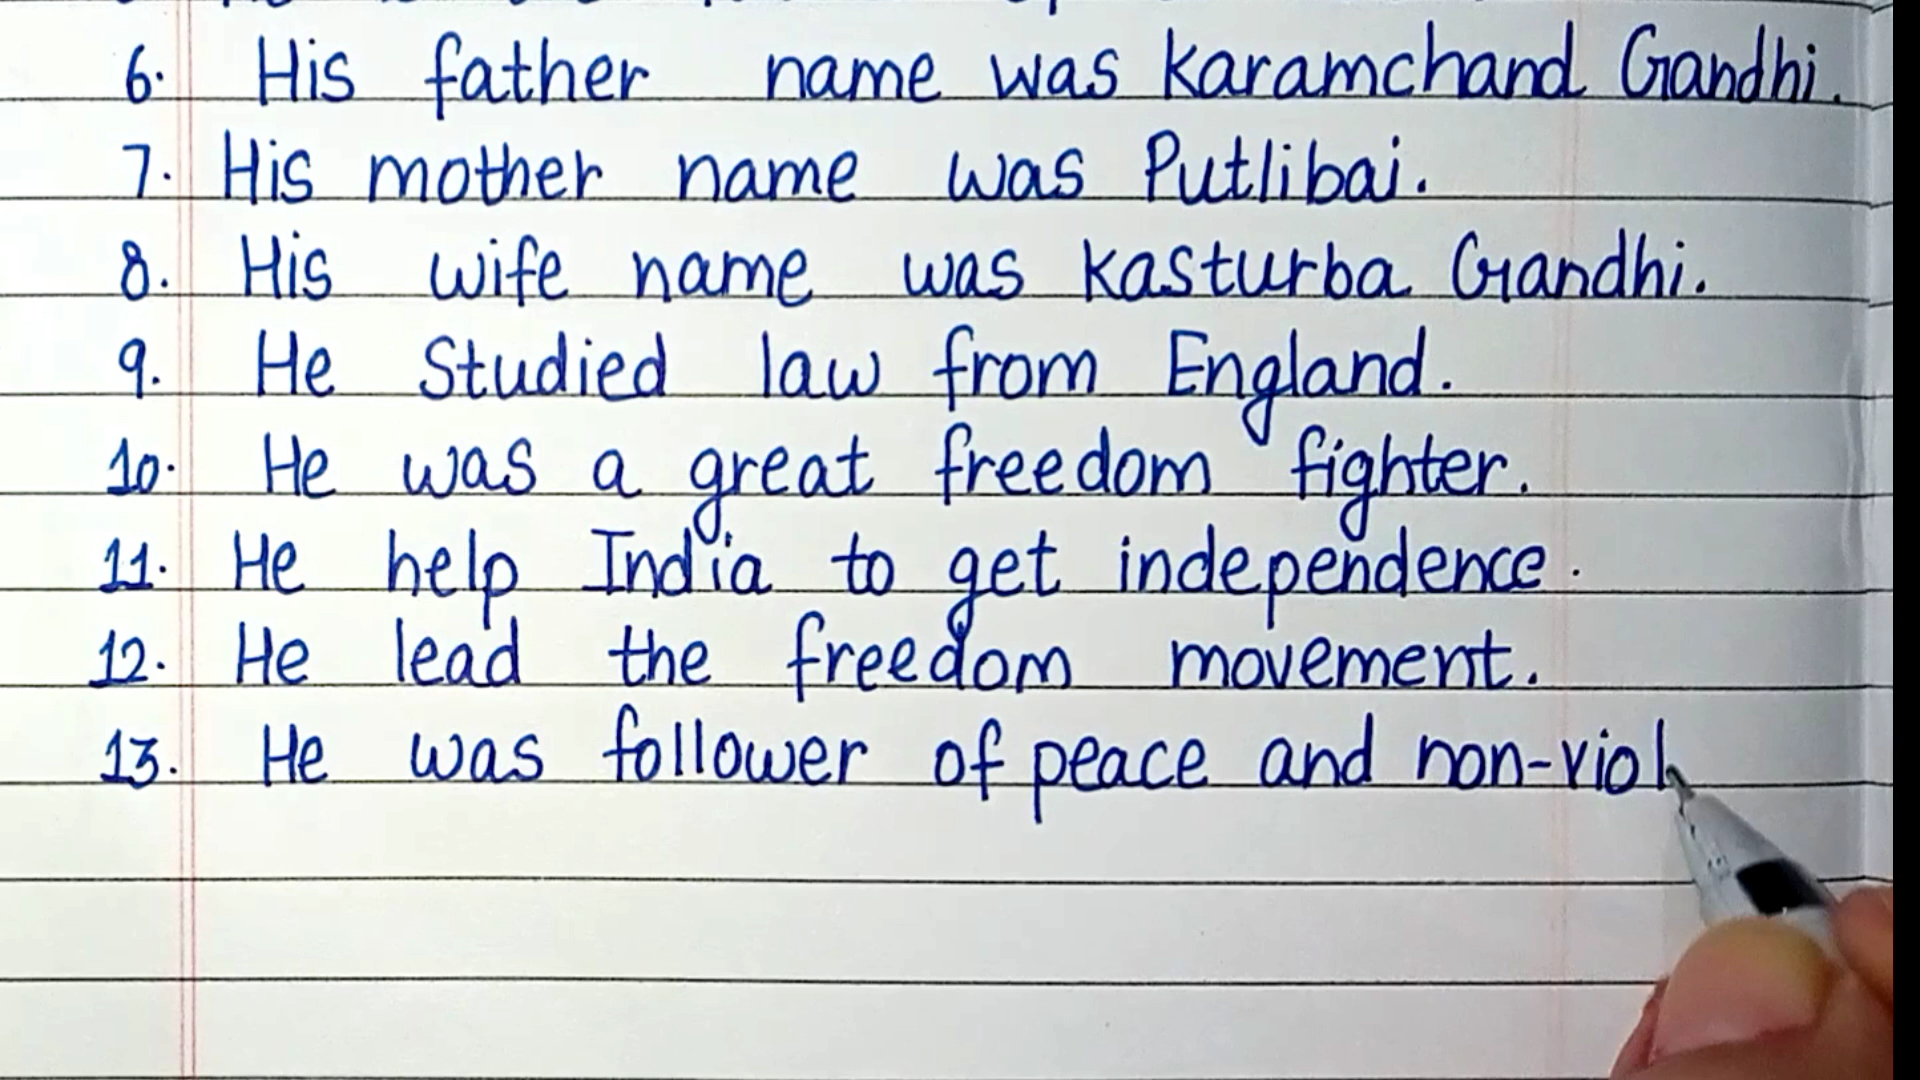 6. His father name was Karamchand Gandhi.
7. His mother name was Putlibai.
8. His wife name was Kasturba Gandhi.
9. He Studied law from England.
10. He was a great freedom fighter.
11. He help India to get independence.
12. He lead the freedom movement.
13. He was follower of peace and non-viol